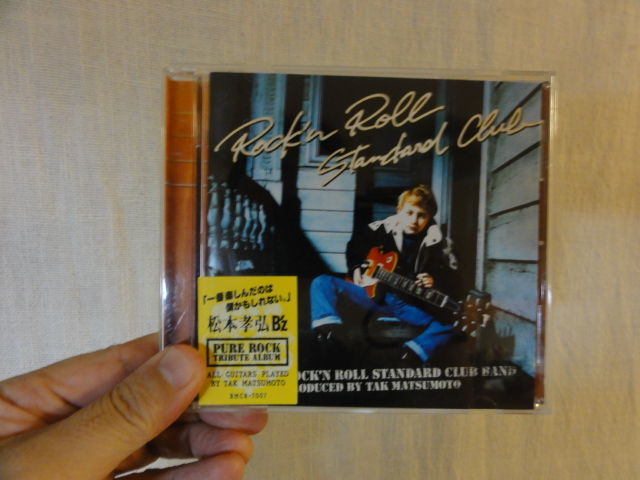 Rock'n Roll
Standard Club
「一番楽しんだのは
僕かもしれない。」
松本孝弘 B'z
PURE ROCK
TRIBUTE ALBUM
ALL GUITARS PLAYED
BY TAK MATSUMOTO
BMCR-7007
ROCK'N ROLL STANDARD CLUB BAND
ODUCED BY TAK MATSUMOTO